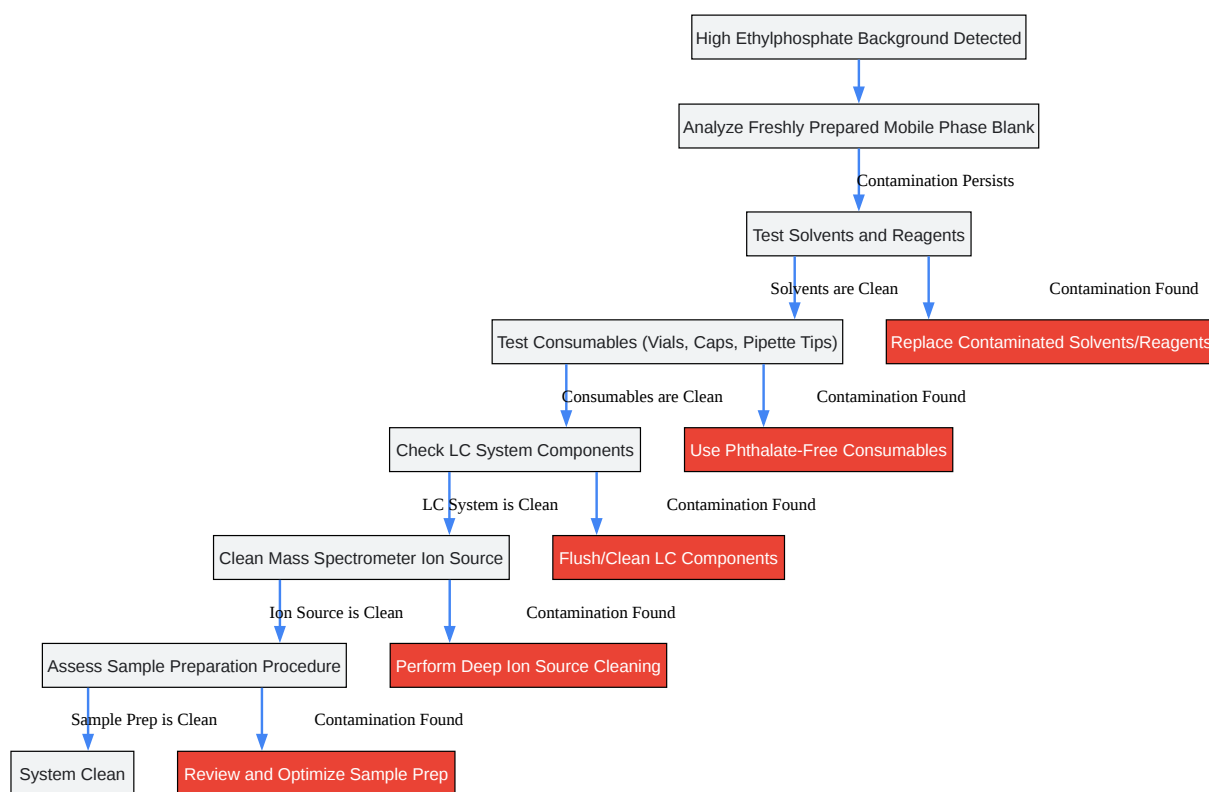 High Ethylphosphate Background Detected
Analyze Freshly Prepared Mobile Phase Blank
Contamination Persists
Test Solvents and Reagents
Solvents are Clean
Contamination Found
Test Consumables (Vials, Caps, Pipette Tips)
Replace Contaminated Solvents/Reagents
Consumables are Clean
Contamination Found
Check LC System Components
Use Phthalate-Free Consumables
LC System is Clean
Contamination Found
Clean Mass Spectrometer Ion Source
Flush/Clean LC Components
Ion Source is Clean
Contamination Found
Assess Sample Preparation Procedure
Perform Deep Ion Source Cleaning
Sample Prep is Clean
Contamination Found
System Clean
Review and Optimize Sample Prep